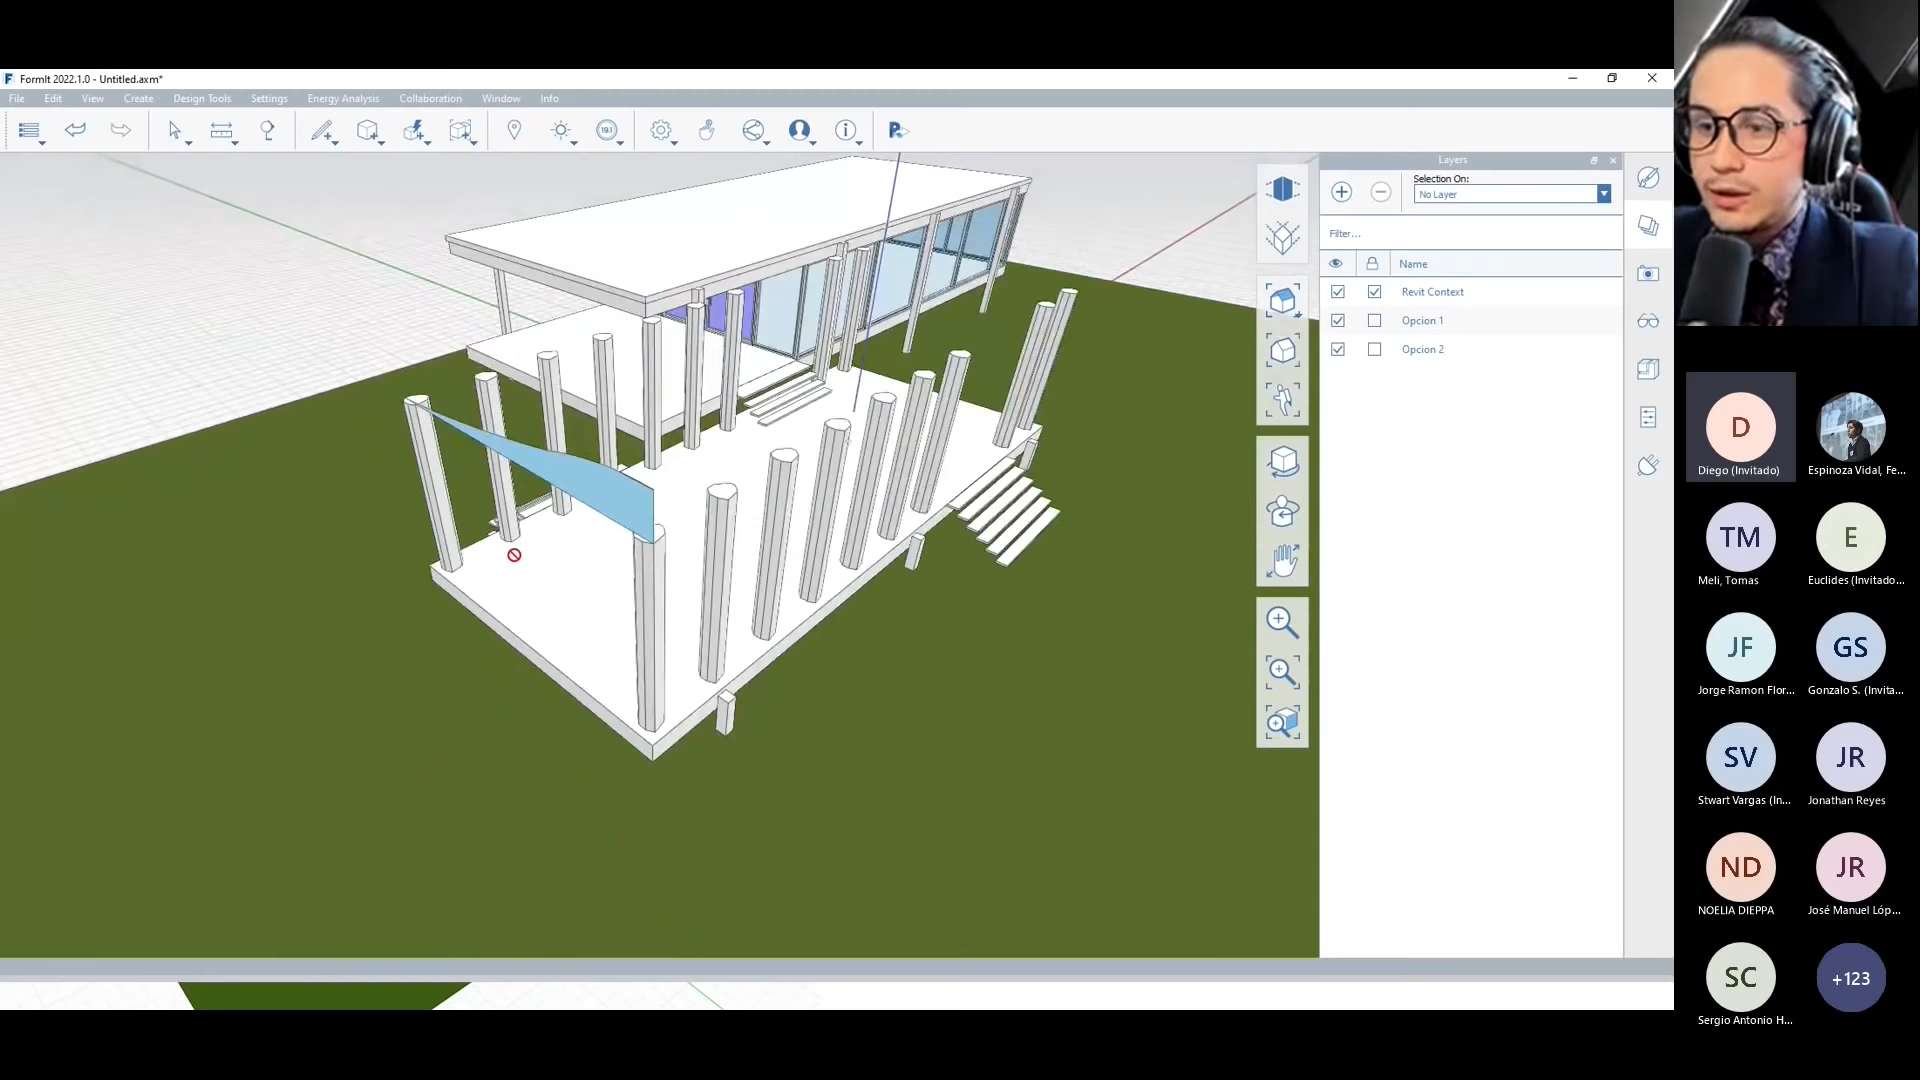 FormIt 2022.1.0 - Untitled.axm*
File Edit View Create Design Tools Settings Energy Analysis Collaboration Window Info
19.1
Layers
Selection On:
No Layer
Filter...
Name
Revit Context
Opcion 1
Opcion 2
D
Diego (Invitado)
Espinoza Vidal, Fe...
TM
Meli, Tomas
E
Euclides (Invitado...
JF
Jorge Ramon Flor...
GS
Gonzalo S. (Invita...
SV
Stwart Vargas (In...
JR
Jonathan Reyes
ND
NOELIA DIEPPA
JR
José Manuel Lóp...
SC
Sergio Antonio H...
+123